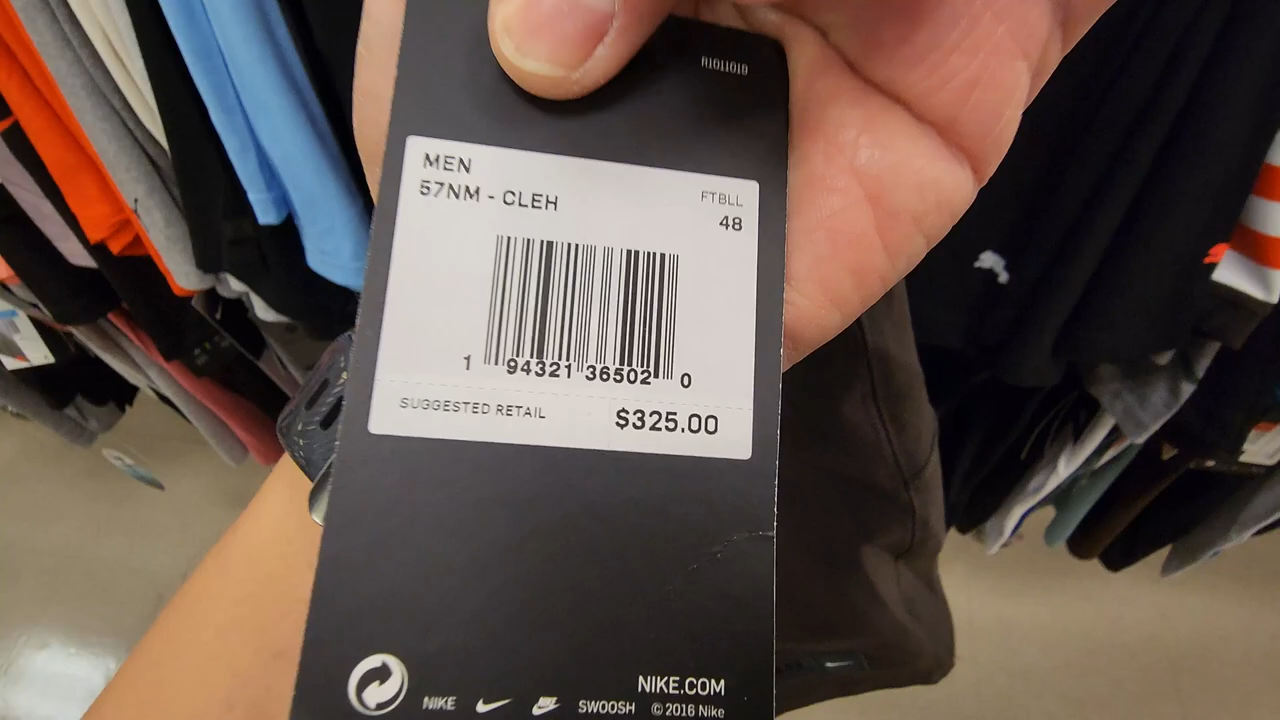 A101101B
MEN
57NM - CLEH
FTBLL
48
1 94321 36502 0
SUGGESTED RETAIL
$325.00
NIKE.COM
NIKE SWOOSH © 2016 Nike